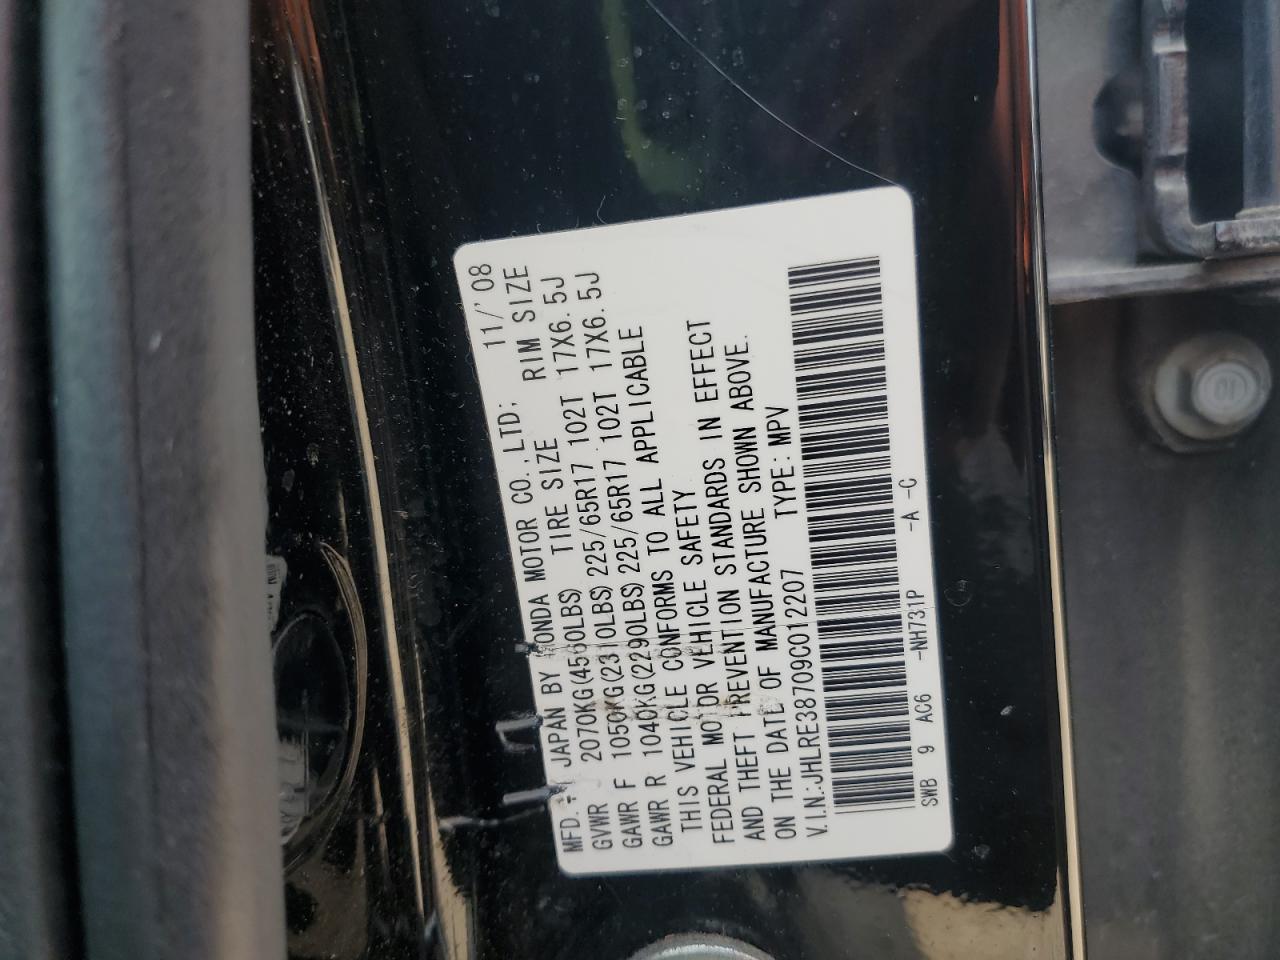 MFD. IN JAPAN BY HONDA MOTOR CO., LTD; 11/'08
TIRE SIZE RIM SIZE
GVWR 2070KG(4560LBS)
GAWR F 1050KG(2310LBS) 225/65R17 102T 17X6.5J
GAWR R 1040KG(2290LBS) 225/65R17 102T 17X6.5J
THIS VEHICLE CONFORMS TO ALL APPLICABLE
FEDERAL MOTOR VEHICLE SAFETY
AND THEFT PREVENTION STANDARDS IN EFFECT
ON THE DATE OF MANUFACTURE SHOWN ABOVE.
V.I.N.:JHLRE38709C012207 TYPE:MPV
SWB 9 AC6 -NH731P -A -C